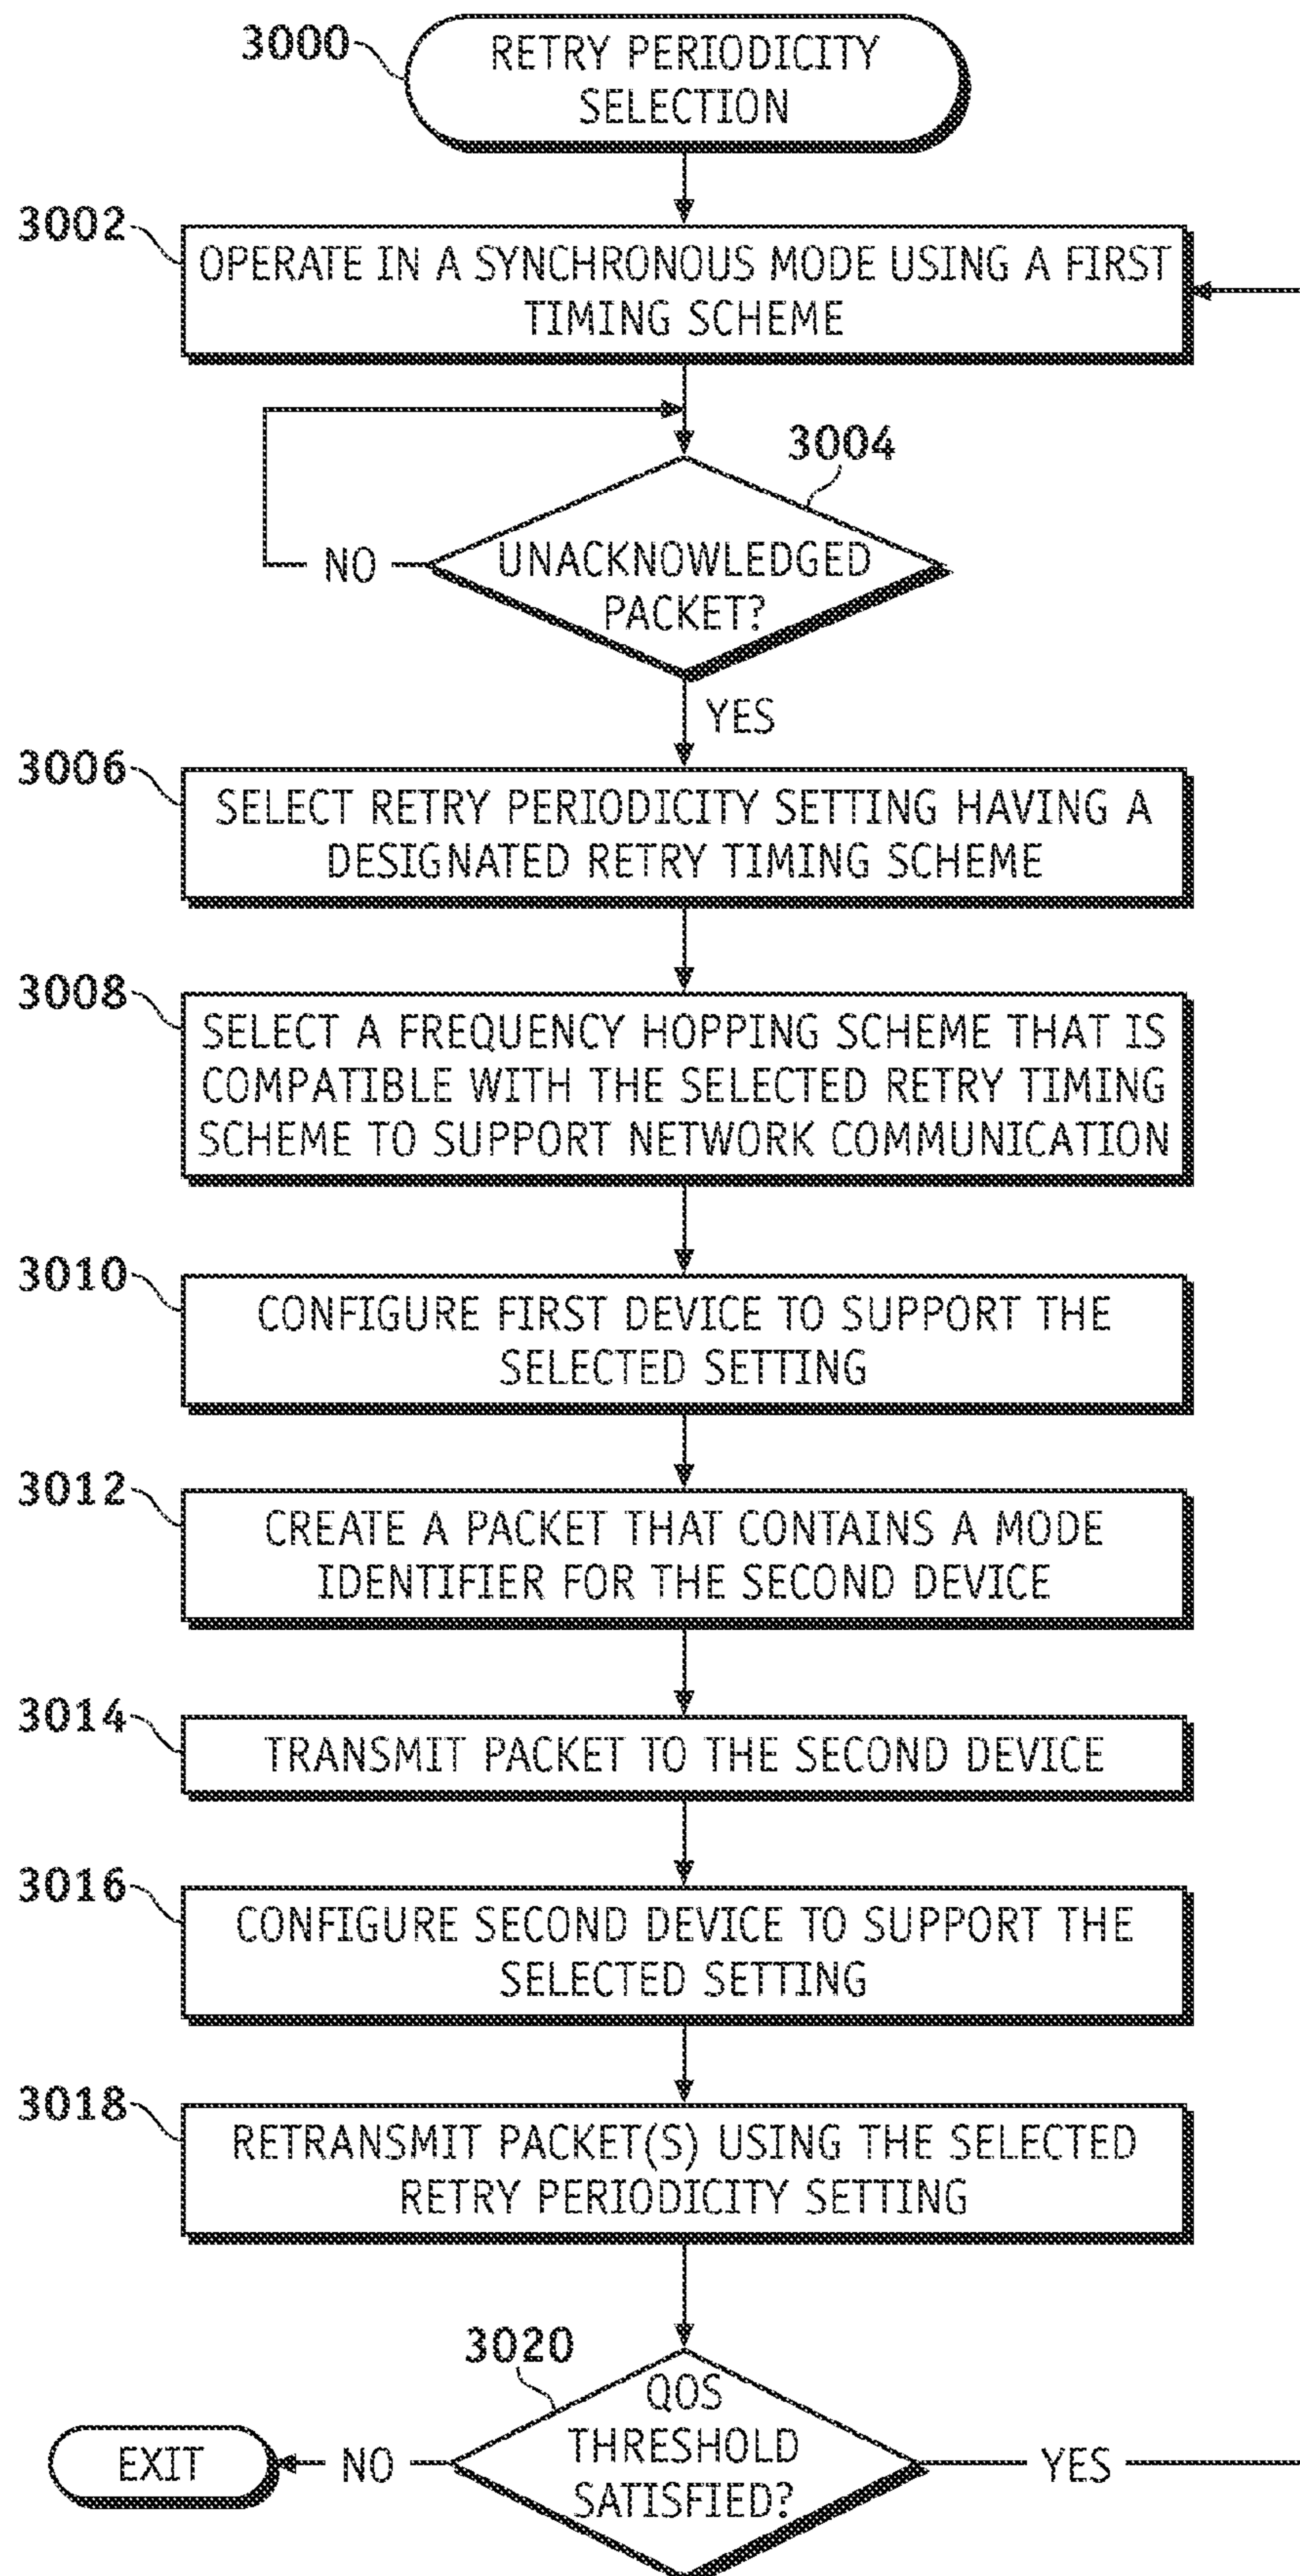 3000
RETRY PERIODICITY
SELECTION
3002
OPERATE IN A SYNCHRONOUS MODE USING A FIRST
TIMING SCHEME
3004
UNACKNOWLEDGED
PACKET?
NO
YES
3006
SELECT RETRY PERIODICITY SETTING HAVING A
DESIGNATED RETRY TIMING SCHEME
3008
SELECT A FREQUENCY HOPPING SCHEME THAT IS
COMPATIBLE WITH THE SELECTED RETRY TIMING
SCHEME TO SUPPORT NETWORK COMMUNICATION
3010
CONFIGURE FIRST DEVICE TO SUPPORT THE
SELECTED SETTING
3012
CREATE A PACKET THAT CONTAINS A MODE
IDENTIFIER FOR THE SECOND DEVICE
3014
TRANSMIT PACKET TO THE SECOND DEVICE
3016
CONFIGURE SECOND DEVICE TO SUPPORT THE
SELECTED SETTING
3018
RETRANSMIT PACKET(S) USING THE SELECTED
RETRY PERIODICITY SETTING
3020
QOS
THRESHOLD
SATISFIED?
EXIT
NO
YES